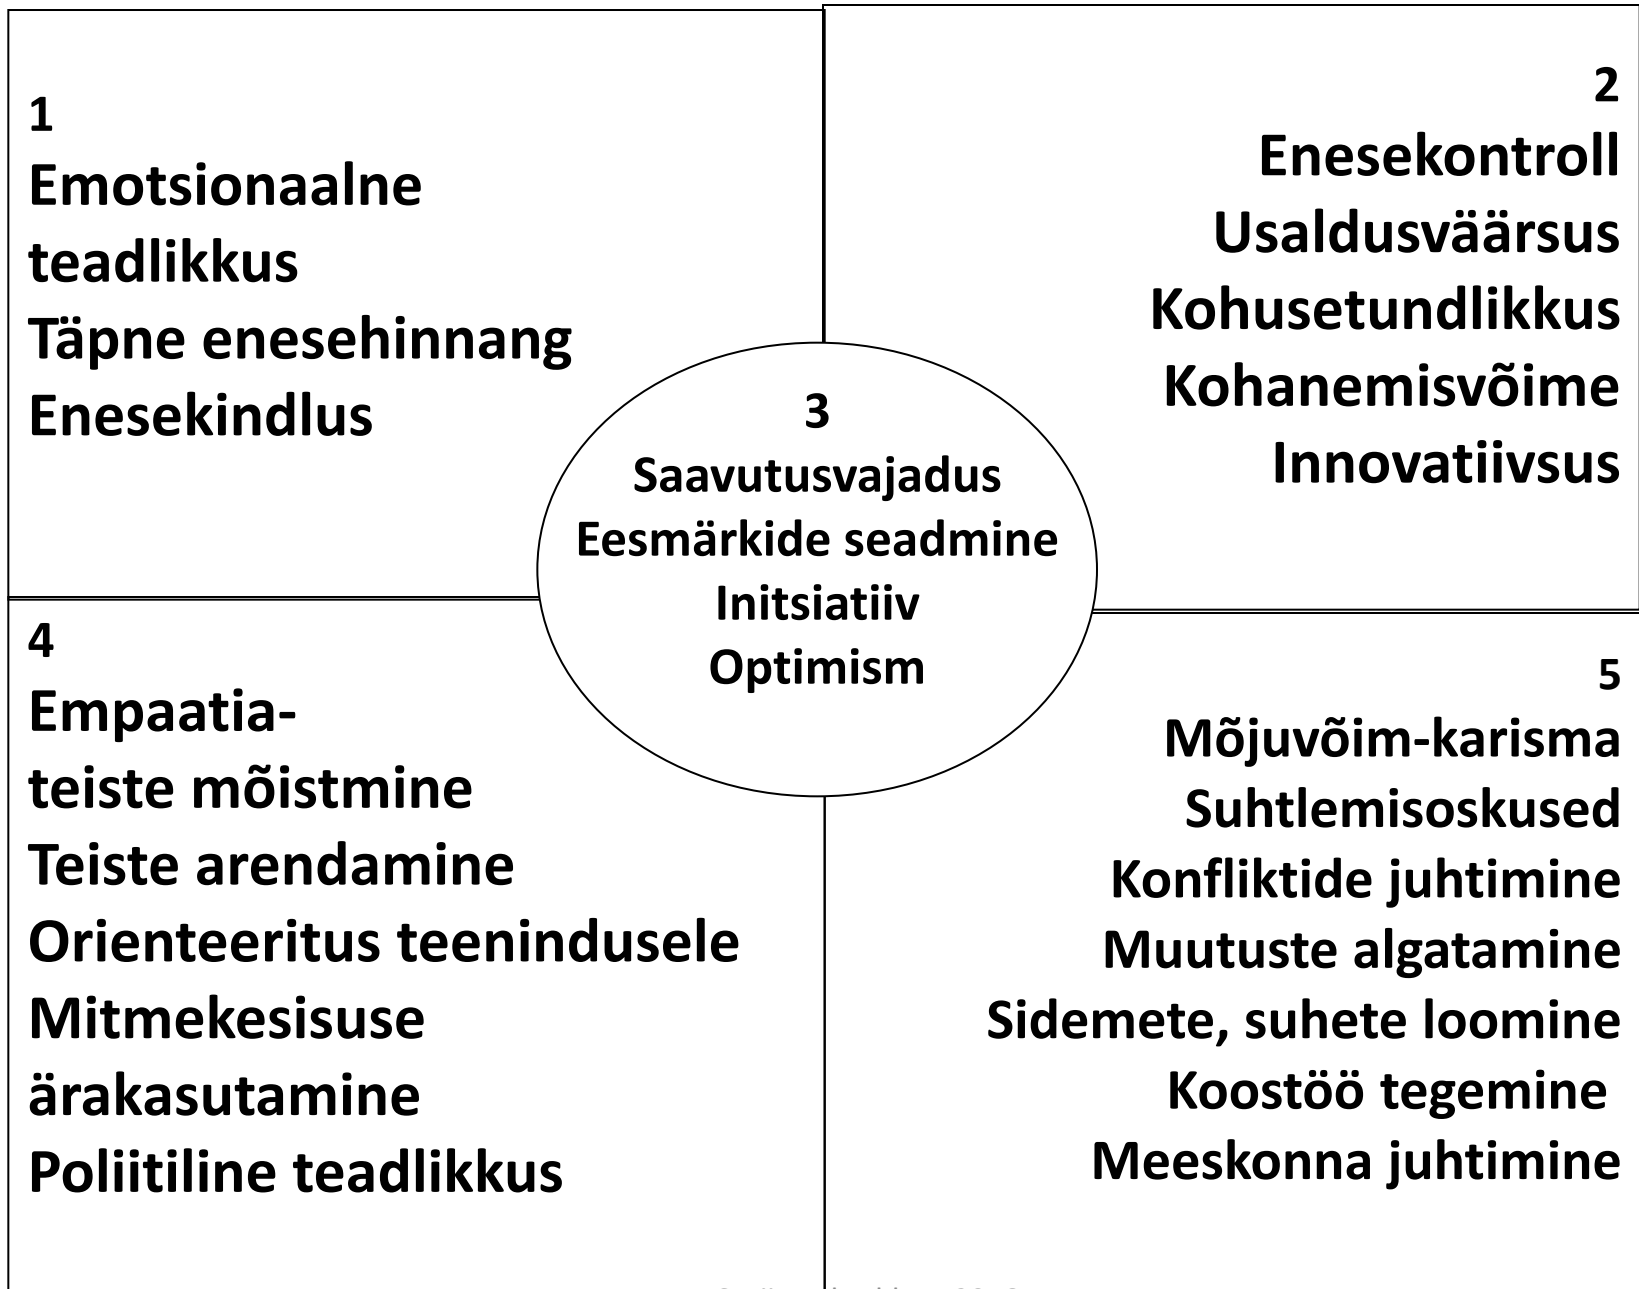 1
Emotsionaalne
teadlikkus
Täpne enesehinnang
Enesekindlus
2
Enesekontroll
Usaldusväärsus
Kohusetundlikkus
Kohanemisvõime
Innovatiivsus
3
Saavutusvajadus
Eesmärkide seadmine
Initsiatiiv
Optimism
4
Empaatia-
teiste mõistmine
Teiste arendamine
Orienteeritus teenindusele
Mitmekesisuse
ärakasutamine
Poliitiline teadlikkus
5
Mõjuvõim-karisma
Suhtlemisoskused
Konfliktide juhtimine
Muutuste algatamine
Sidemete, suhete loomine
Koostöö tegemine
Meeskonna juhtimine